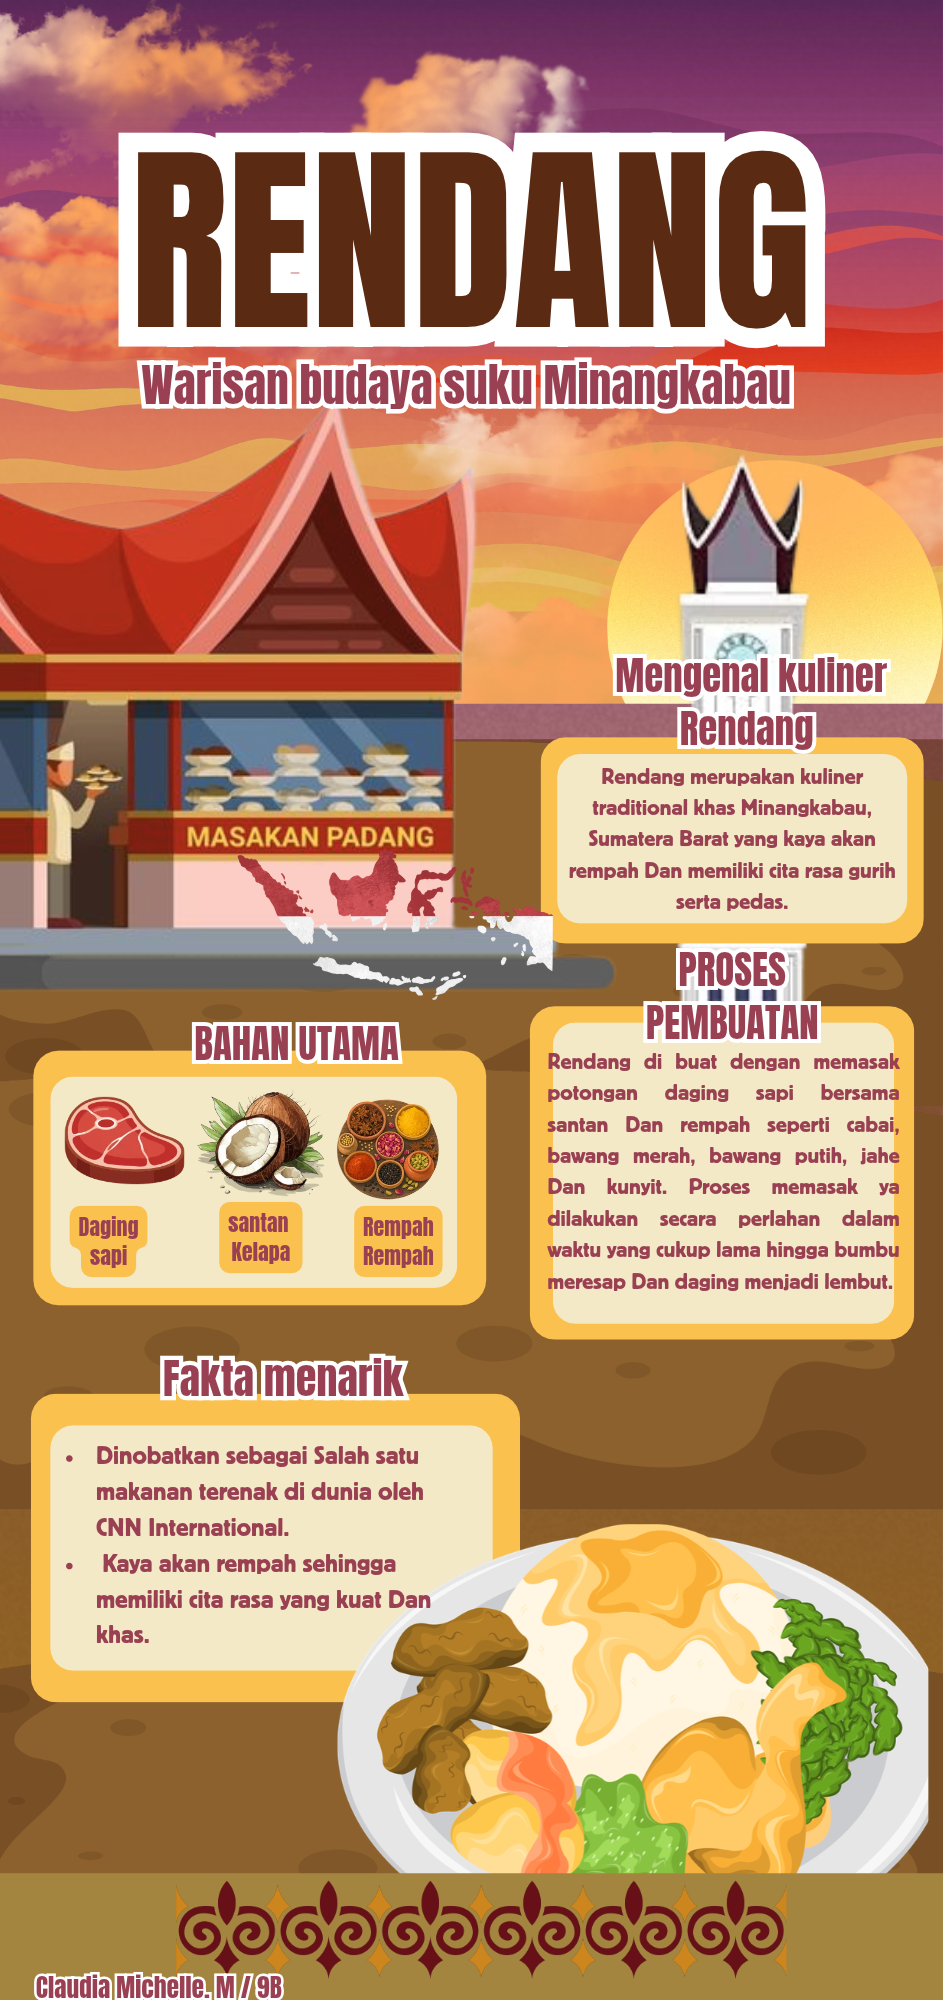 RENDANG
Warisan budaya suku Minangkabau
MASAKAN PADANG
Mengenal kuliner
Rendang
Rendang merupakan kuliner
traditional khas Minangkabau,
Sumatera Barat yang kaya akan
rempah Dan memiliki cita rasa gurih
serta pedas.
BAHAN UTAMA
Daging
sapi
santan
Kelapa
Rempah
Rempah
PROSES
PEMBUATAN
Rendang di buat dengan memasak
potongan daging sapi bersama
santan Dan rempah seperti cabai,
bawang merah, bawang putih, jahe
Dan kunyit. Proses memasak ya
dilakukan secara perlahan dalam
waktu yang cukup lama hingga bumbu
meresap Dan daging menjadi lembut.
Fakta menarik
• Dinobatkan sebagai Salah satu
makanan terenak di dunia oleh
CNN International.
• Kaya akan rempah sehingga
memiliki cita rasa yang kuat Dan
khas.
Claudia Michelle. M / 9B